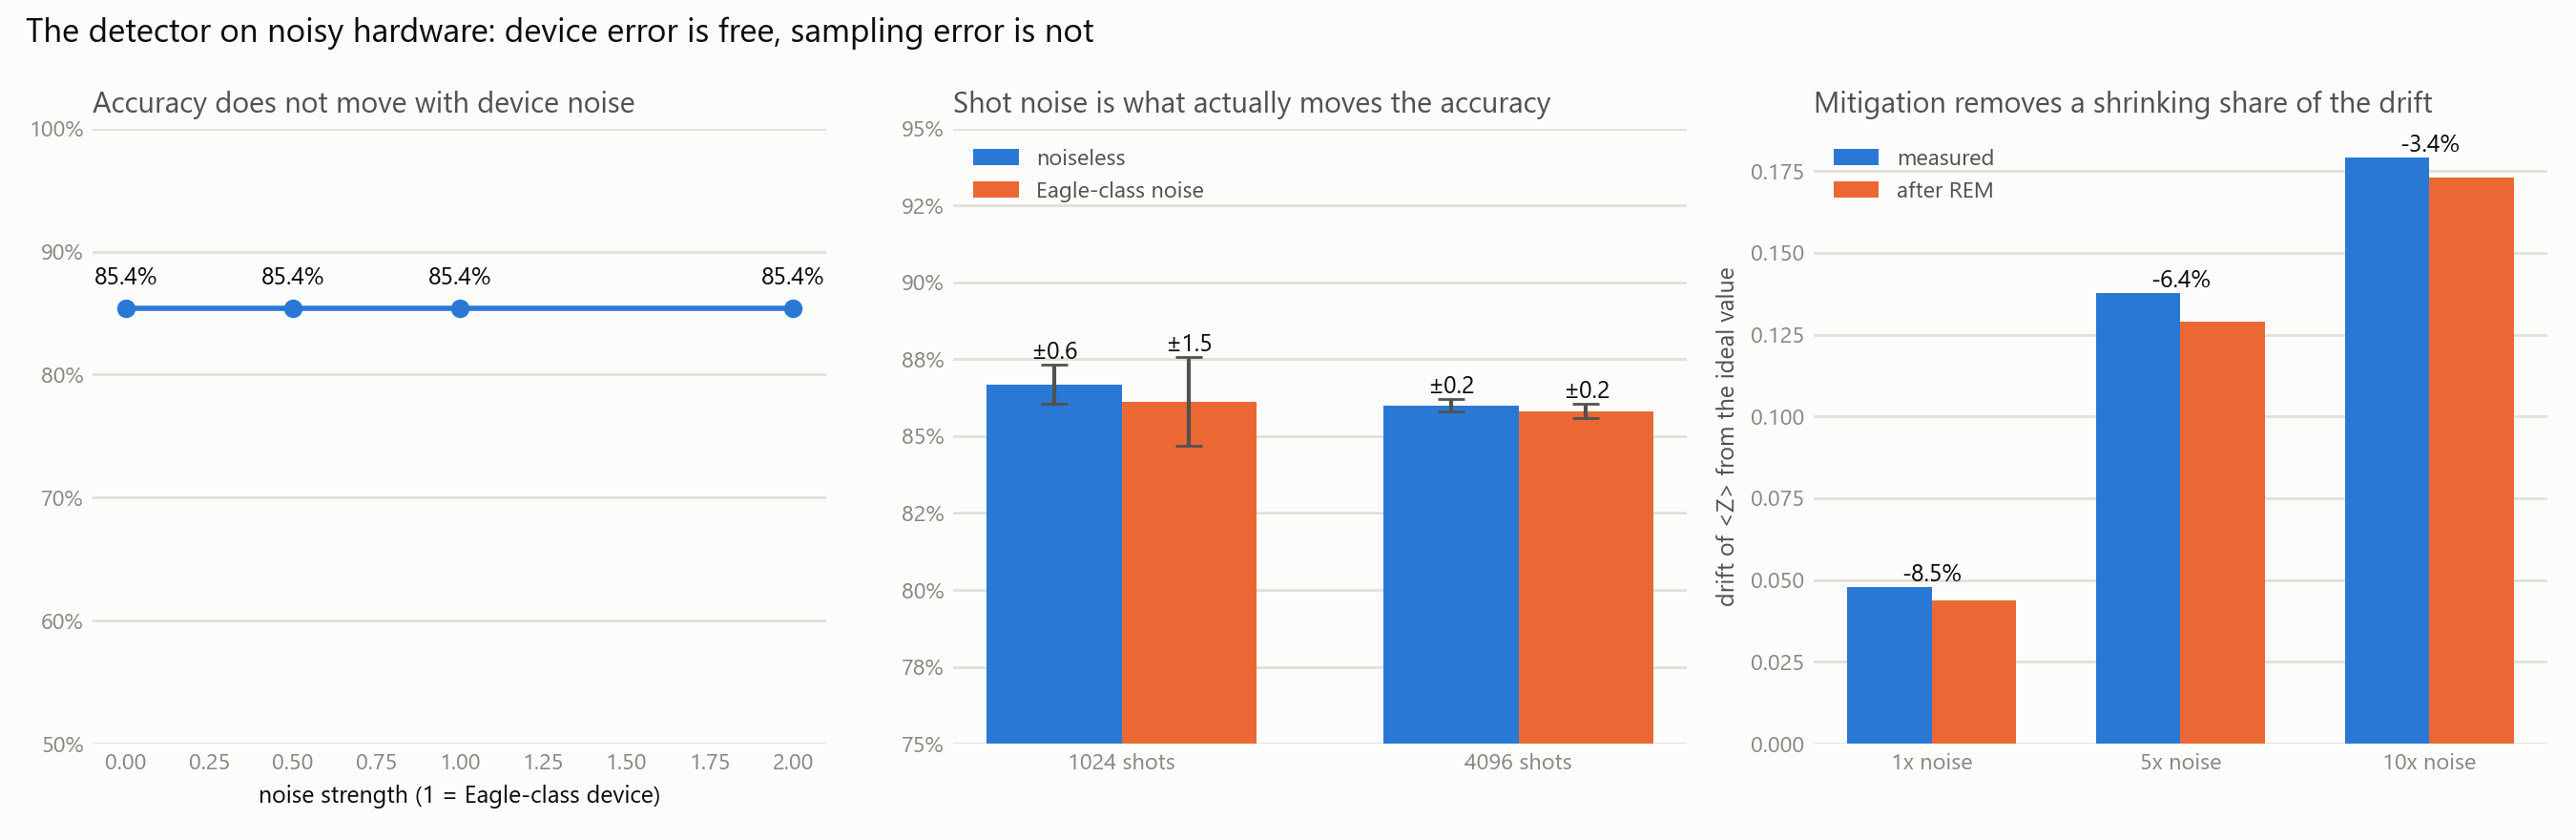 The detector on noisy hardware: device error is free, sampling error is not
Accuracy does not move with device noise
100%
90%
80%
70%
60%
50%
85.4%
85.4%
85.4%
85.4%
0.00
0.25
0.50
0.75
1.00
1.25
1.50
1.75
2.00
noise strength (1 = Eagle-class device)
Shot noise is what actually moves the accuracy
95%
92%
90%
88%
85%
82%
80%
78%
75%
noiseless
Eagle-class noise
±0.6
±1.5
±0.2
±0.2
1024 shots
4096 shots
Mitigation removes a shrinking share of the drift
drift of <Z> from the ideal value
0.175
0.150
0.125
0.100
0.075
0.050
0.025
0.000
measured
after REM
-8.5%
-6.4%
-3.4%
1x noise
5x noise
10x noise